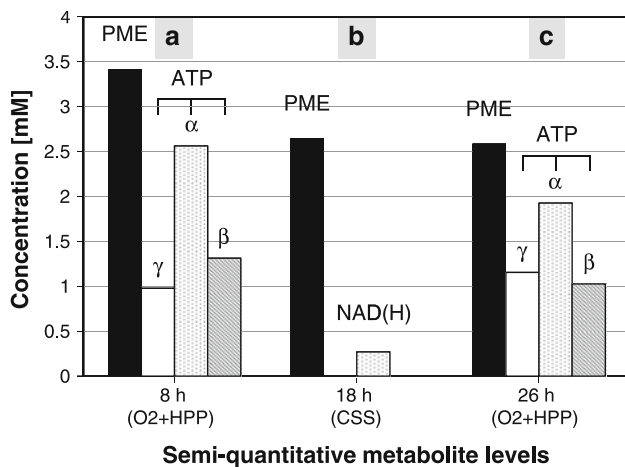 Concentration [mM]
4
3.5
3
2.5
2
1.5
1
0.5
0
PME
a
ATP
α
γ
β
b
PME
NAD(H)
c
PME
ATP
α
γ
β
8 h
(O2+HPP)
18 h
(CSS)
26 h
(O2+HPP)
Semi-quantitative metabolite levels